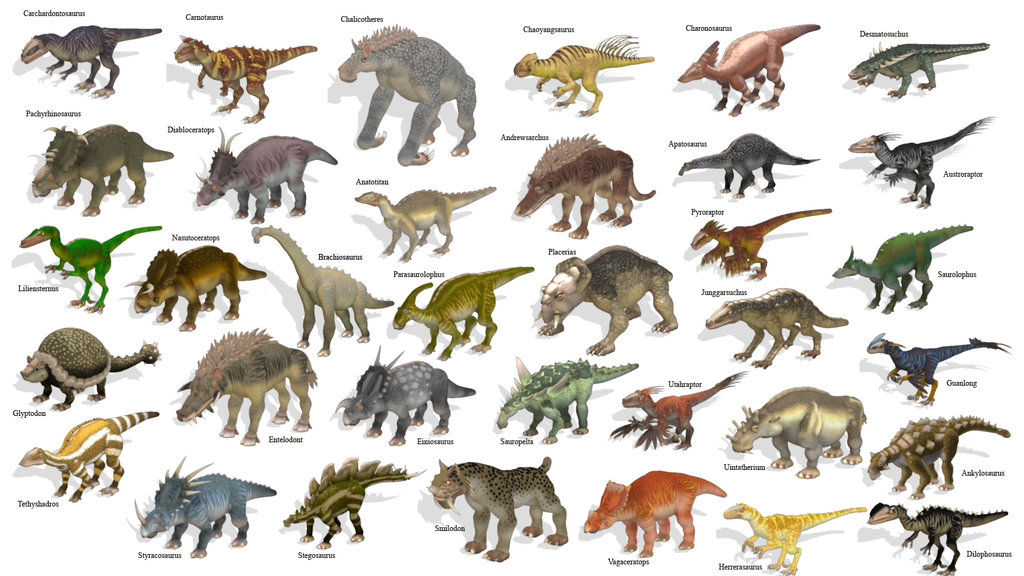 Carchardontosaurus
Carnotaurus
Chalicotheres
Chaoyangsaurus
Charonosaurus
Desmatosuchus
Pachyrhinosaurus
Diabloceratops
Andrewsarchus
Apatosaurus
Austroraptor
Anatotitan
Pyroraptor
Liliensternus
Nasutoceratops
Brachiosaurus
Parasaurolophus
Placerias
Junggarsuchus
Saurolophus
Glyptodon
Entelodont
Einiosaurus
Sauropelta
Utahraptor
Guanlong
Uintatherium
Ankylosaurus
Tethyshadros
Styracosaurus
Stegosaurus
Smilodon
Vagaceratops
Herrerasaurus
Dilophosaurus